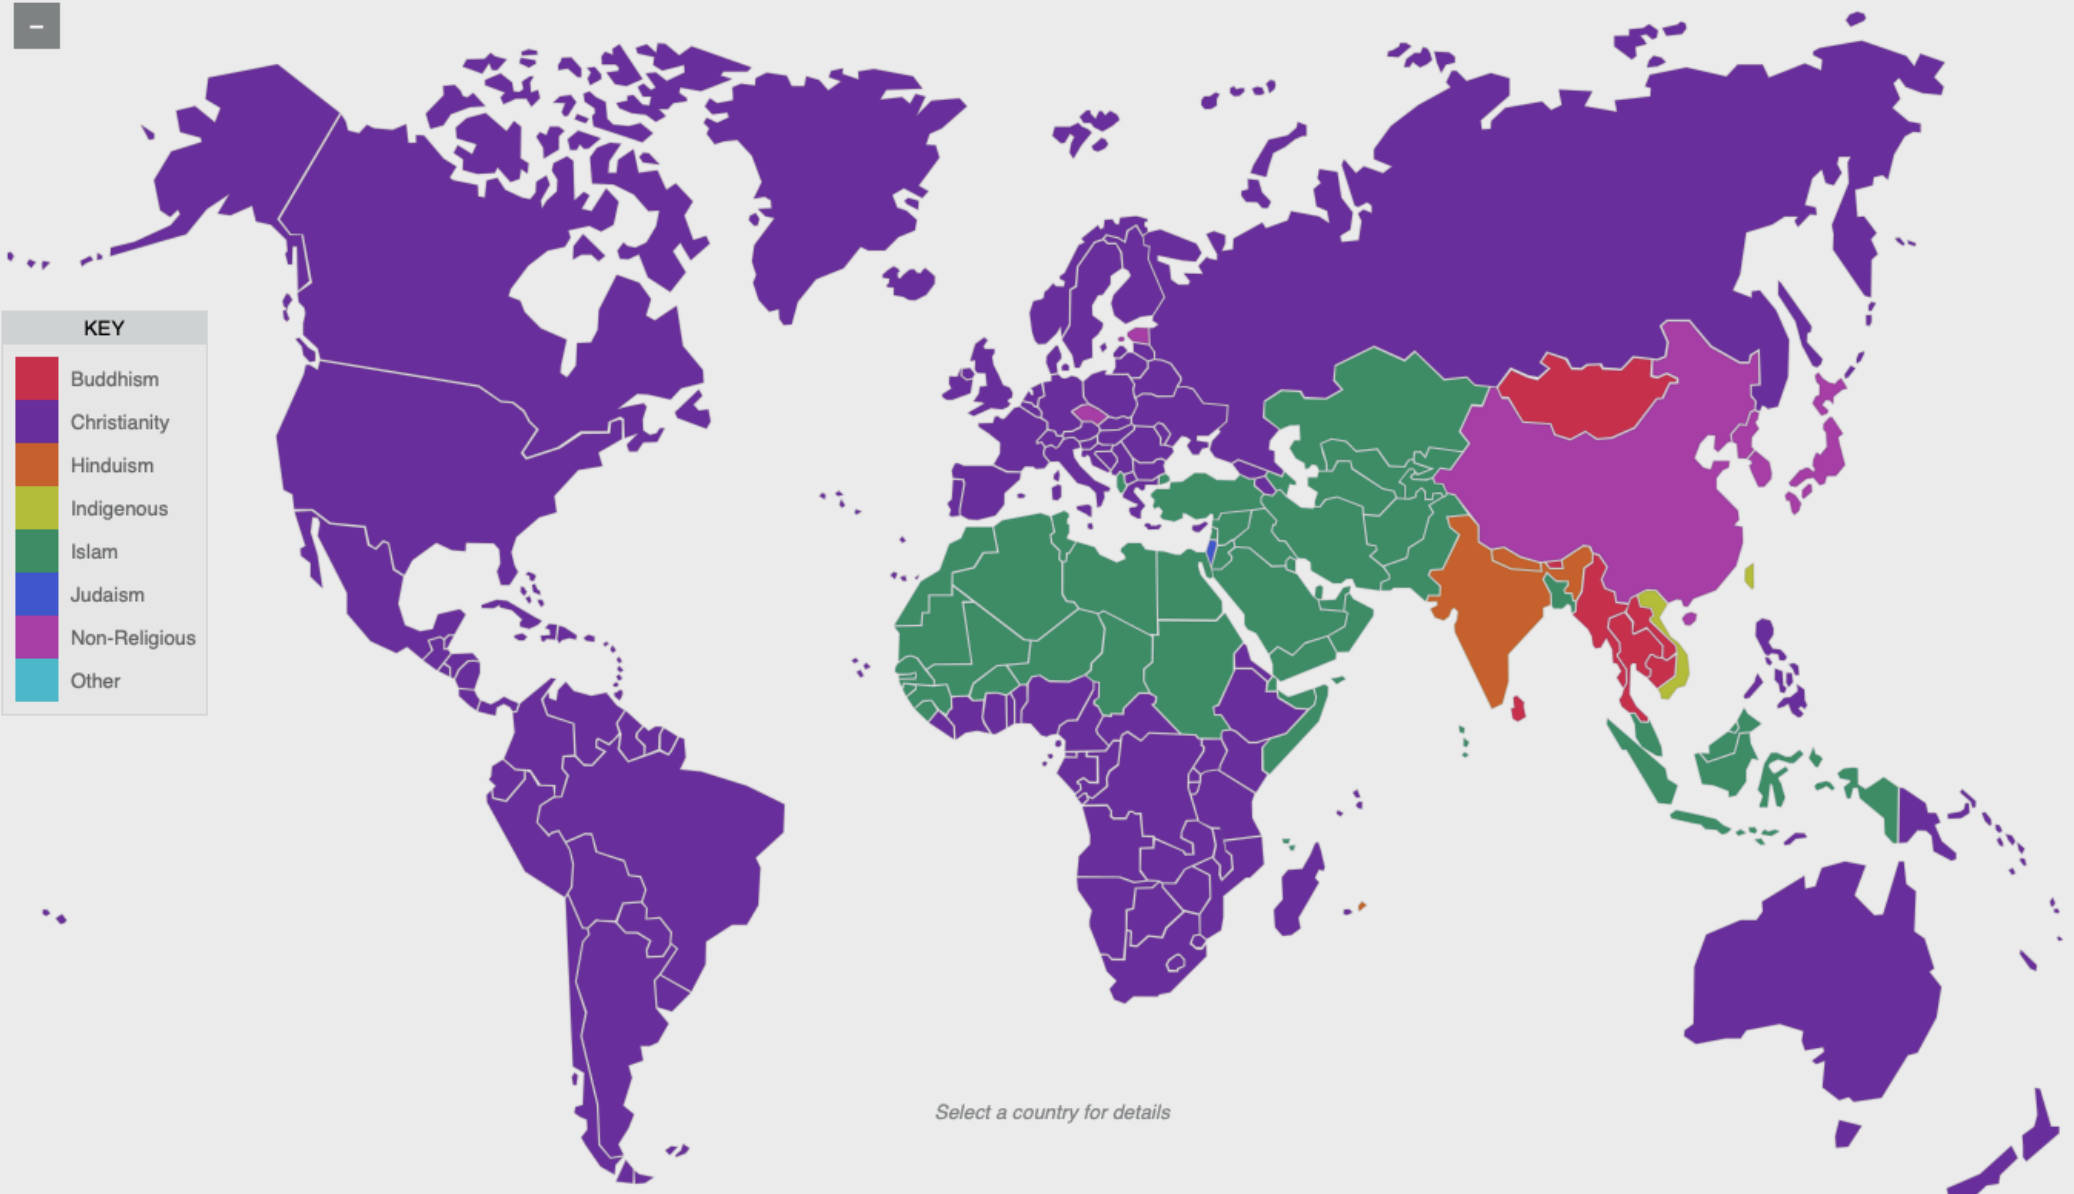 −
KEY
Buddhism
Christianity
Hinduism
Indigenous
Islam
Judaism
Non-Religious
Other
Select a country for details